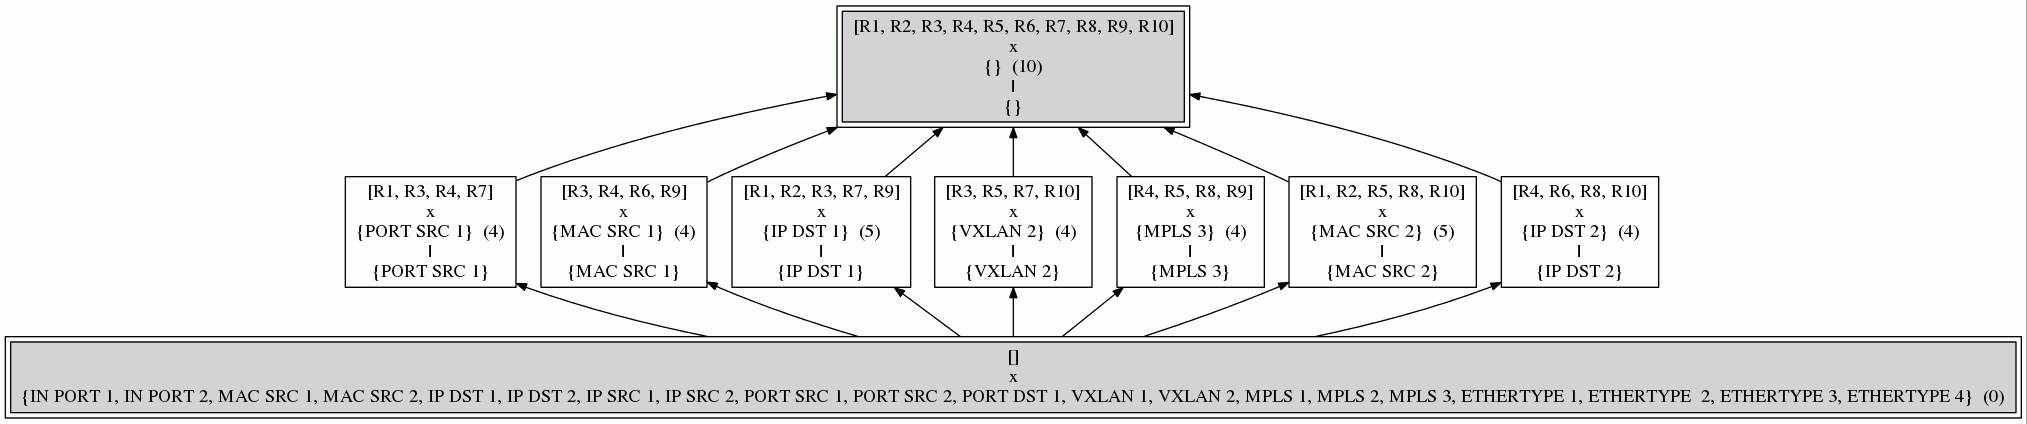 [R1, R2, R3, R4, R5, R6, R7, R8, R9, R10]
x
{} (10)
|
{}
[R1, R3, R4, R7]
x
{PORT SRC 1} (4)
|
{PORT SRC 1}
[R3, R4, R6, R9]
x
{MAC SRC 1} (4)
|
{MAC SRC 1}
[R1, R2, R3, R7, R9]
x
{IP DST 1} (5)
|
{IP DST 1}
[R3, R5, R7, R10]
x
{VXLAN 2} (4)
|
{VXLAN 2}
[R4, R5, R8, R9]
x
{MPLS 3} (4)
|
{MPLS 3}
[R1, R2, R5, R8, R10]
x
{MAC SRC 2} (5)
|
{MAC SRC 2}
[R4, R6, R8, R10]
x
{IP DST 2} (4)
|
{IP DST 2}
[]
x
{IN PORT 1, IN PORT 2, MAC SRC 1, MAC SRC 2, IP DST 1, IP DST 2, IP SRC 1, IP SRC 2, PORT SRC 1, PORT SRC 2, PORT DST 1, VXLAN 1, VXLAN 2, MPLS 1, MPLS 2, MPLS 3, ETHERTYPE 1, ETHERTYPE 2, ETHERTYPE 3, ETHERTYPE 4} (0)